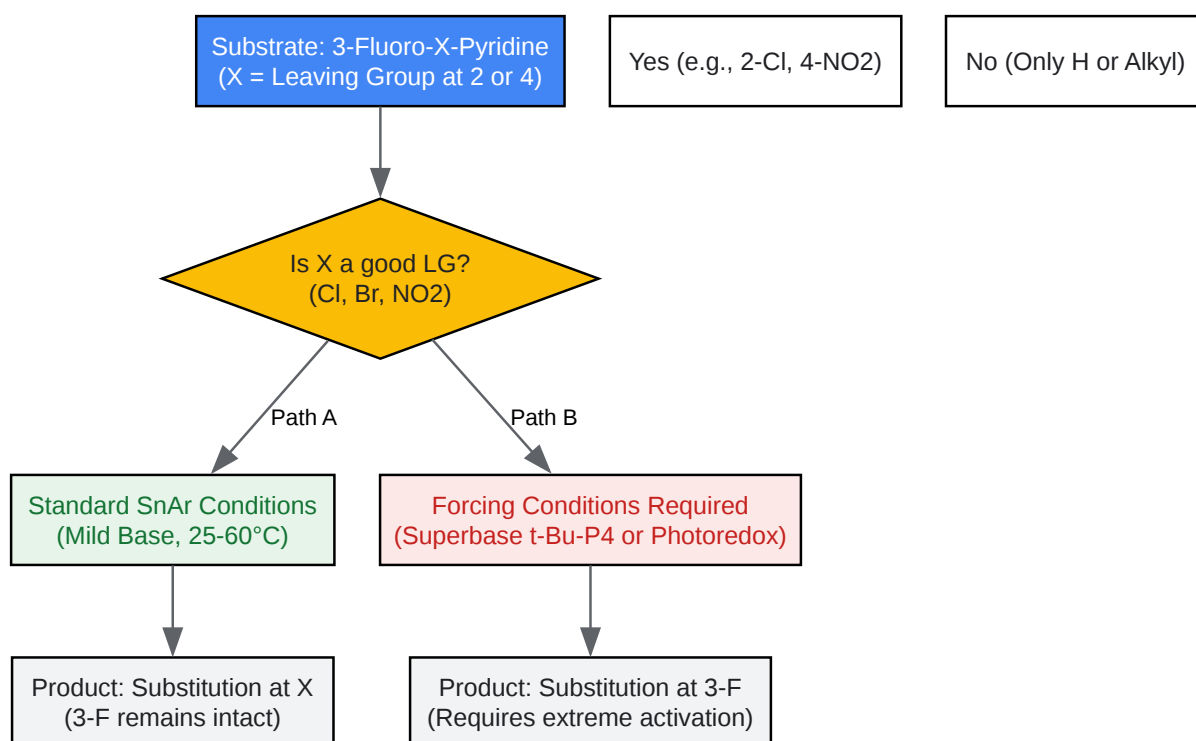 Substrate: 3-Fluoro-X-Pyridine
(X = Leaving Group at 2 or 4)
Yes (e.g., 2-Cl, 4-NO2)
No (Only H or Alkyl)
Is X a good LG?
(Cl, Br, NO2)
Path A
Path B
Standard SnAr Conditions
(Mild Base, 25-60°C)
Forcing Conditions Required
(Superbase t-Bu-P4 or Photoredox)
Product: Substitution at X
(3-F remains intact)
Product: Substitution at 3-F
(Requires extreme activation)